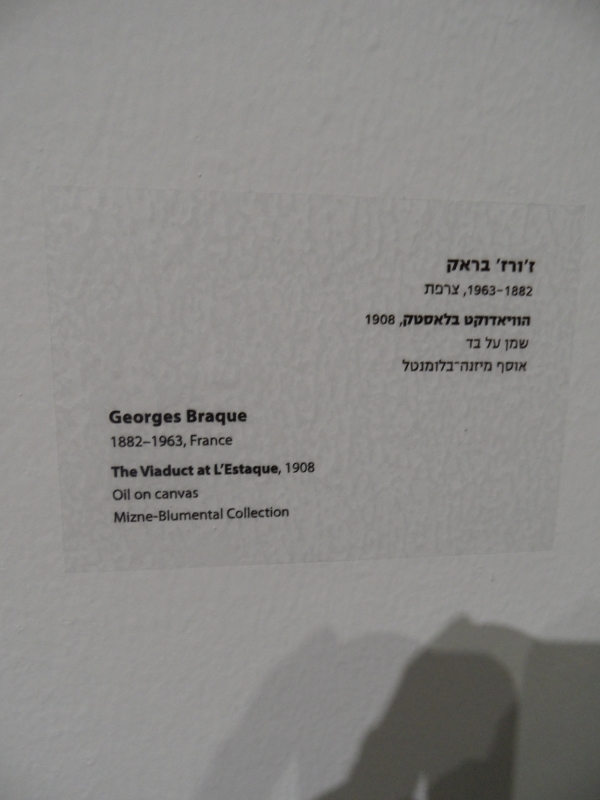 ז'ורז' בראק
1882–1963, צרפת
הוויאדוקט בלאסטק, 1908
שמן על בד
אוסף מיזנה־בלומנטל
Georges Braque
1882–1963, France
The Viaduct at L'Estaque, 1908
Oil on canvas
Mizne-Blumental Collection